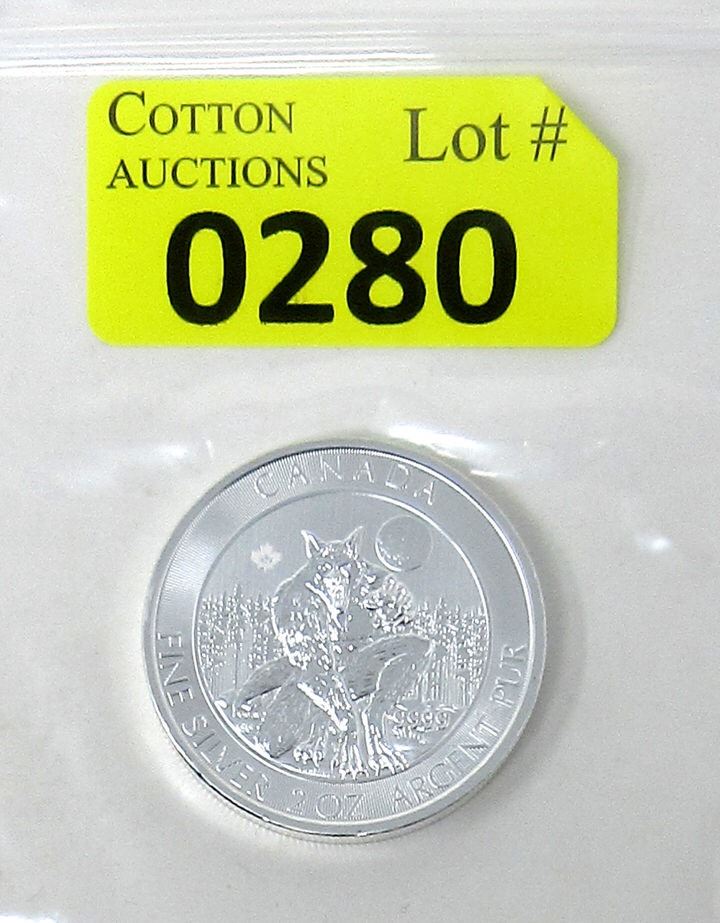 COTTON
AUCTIONS
Lot #
0280
CANADA
FINE SILVER 2 OZ ARGENT PUR
9999